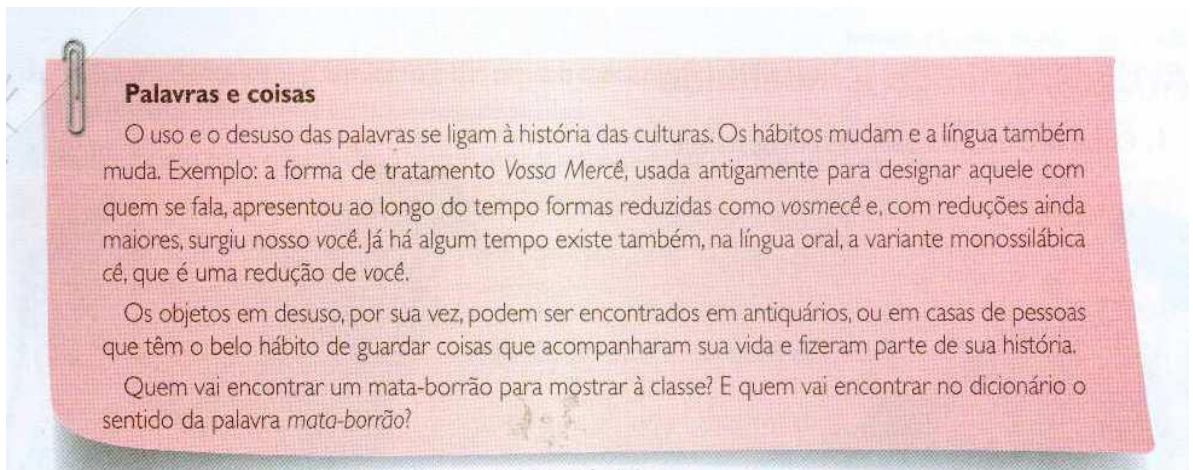 Palavras e coisas
O uso e o desuso das palavras se ligam à história das culturas. Os hábitos mudam e a língua também
muda. Exemplo: a forma de tratamento Vossa Mercê, usada antigamente para designar aquele com
quem se fala, apresentou ao longo do tempo formas reduzidas como vosmecê e, com reduções ainda
maiores, surgiu nosso você. Já há algum tempo existe também, na língua oral, a variante monossilábica
cê, que é uma redução de você.
Os objetos em desuso, por sua vez, podem ser encontrados em antiquários, ou em casas de pessoas
que têm o belo hábito de guardar coisas que acompanharam sua vida e fizeram parte de sua história.
Quem vai encontrar um mata-borrão para mostrar à classe? E quem vai encontrar no dicionário o
sentido da palavra mata-borrão?